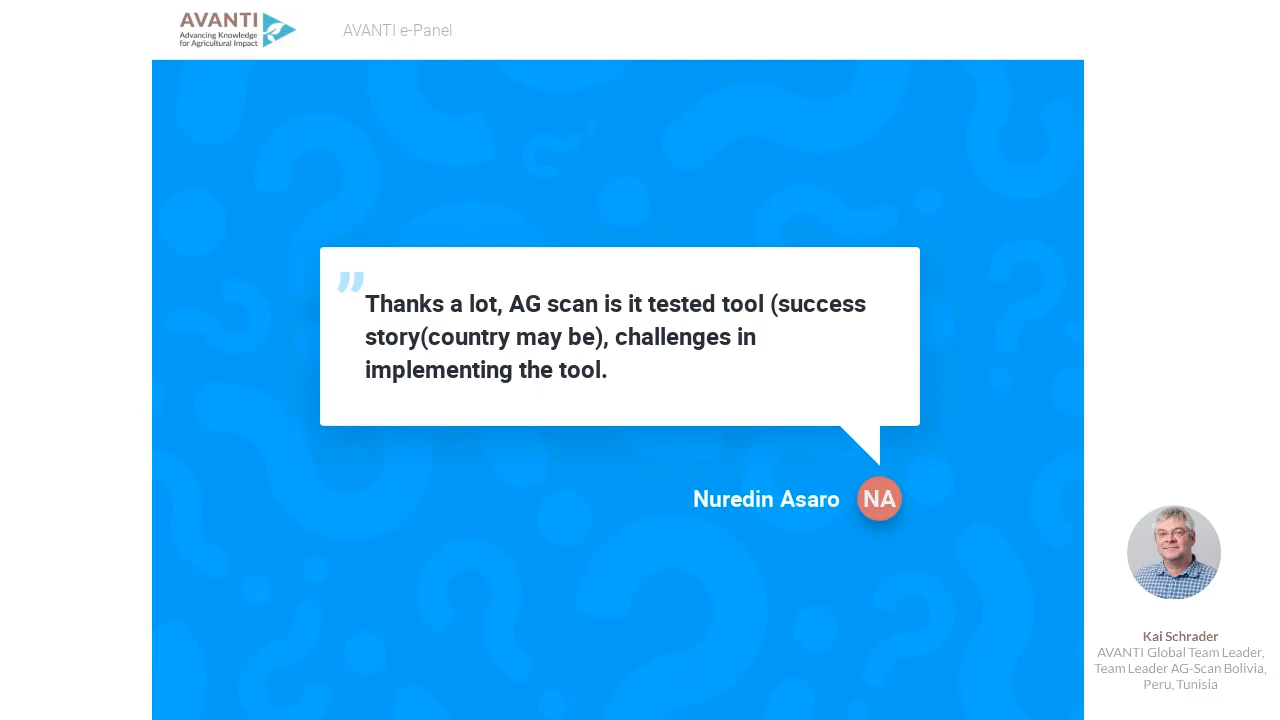 AVANTI
Advancing Knowledge
for Agricultural Impact
AVANTI e-Panel
”
Thanks a lot, AG scan is it tested tool (success
story(country may be), challenges in
implementing the tool.
Nuredin Asaro NA
Kai Schrader
AVANTI Global Team Leader,
Team Leader AG-Scan Bolivia,
Peru, Tunisia